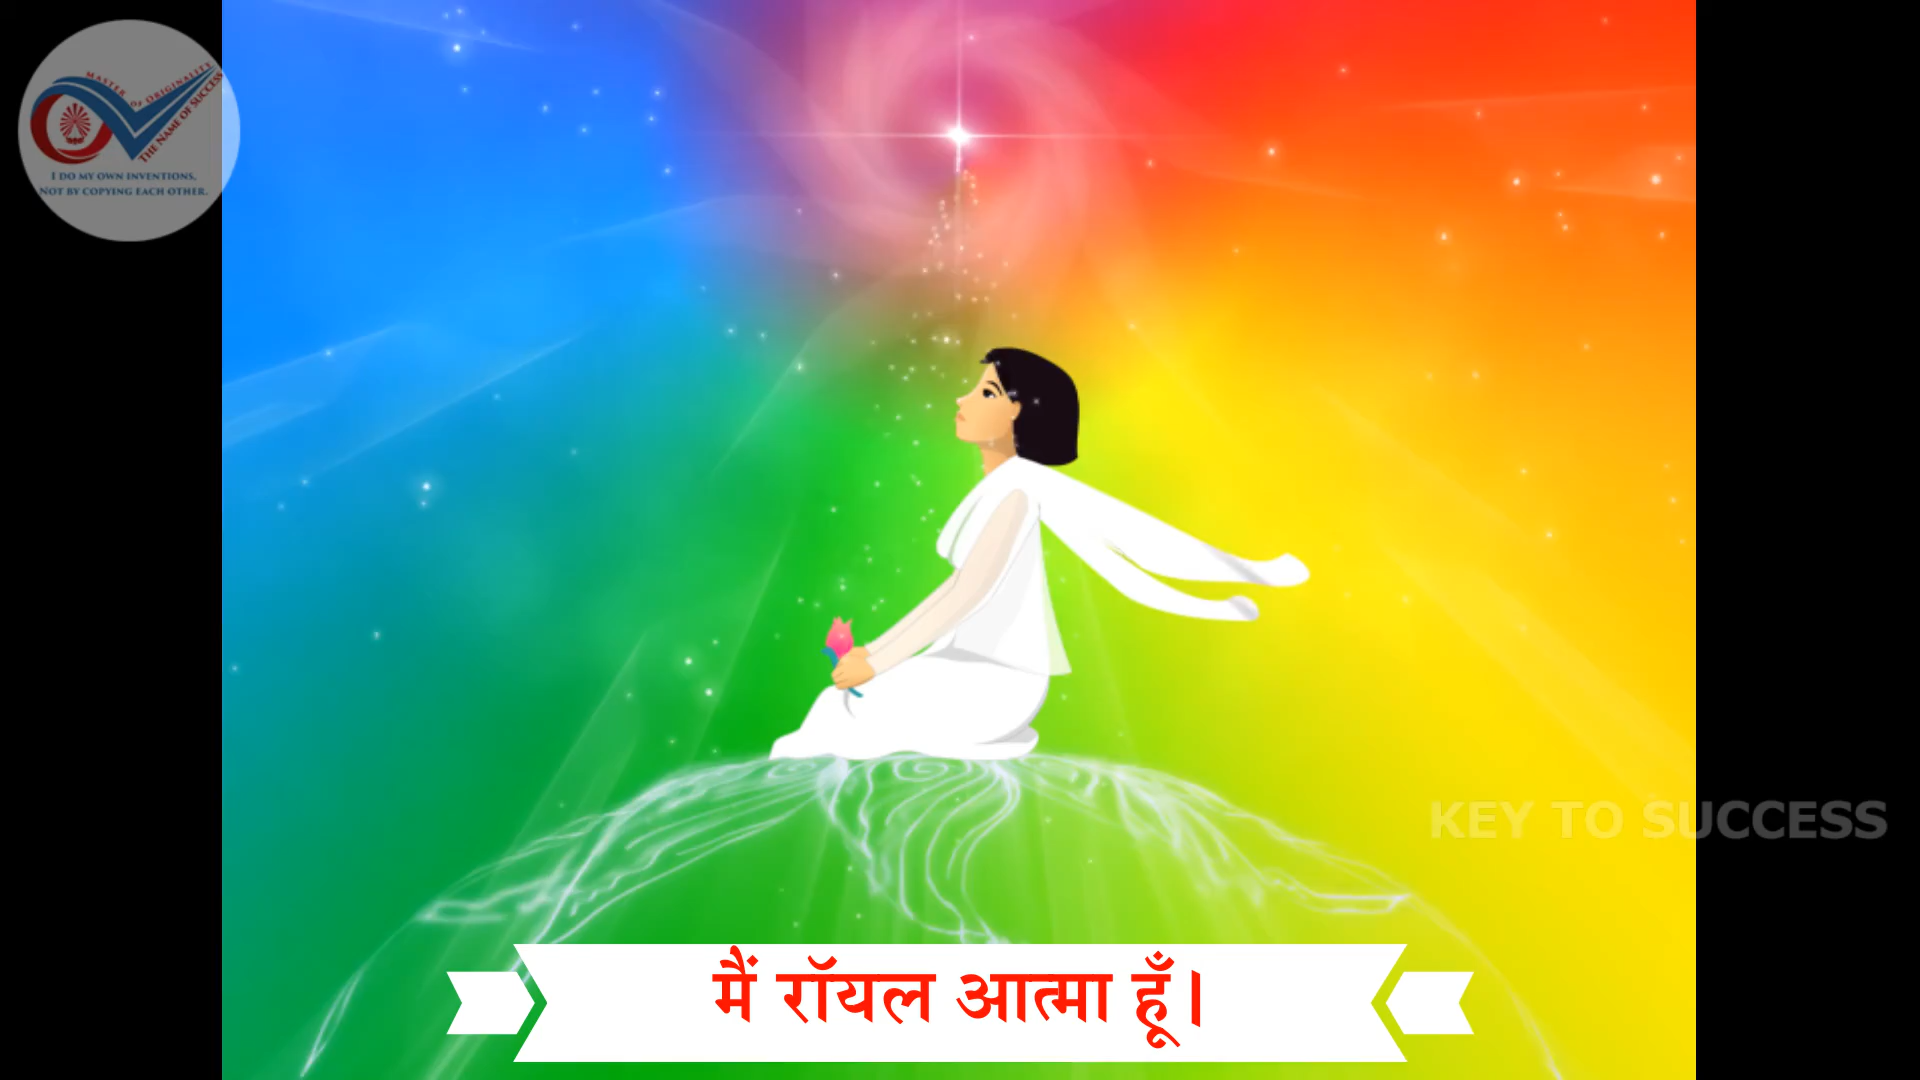 MASTER OF ORIGINALITY,
THE NAME OF SUCCESS
I DO MY OWN INVENTIONS,
NOT BY COPYING EACH OTHER.
KEY TO SUCCESS
मैं रॉयल आत्मा हूँ।